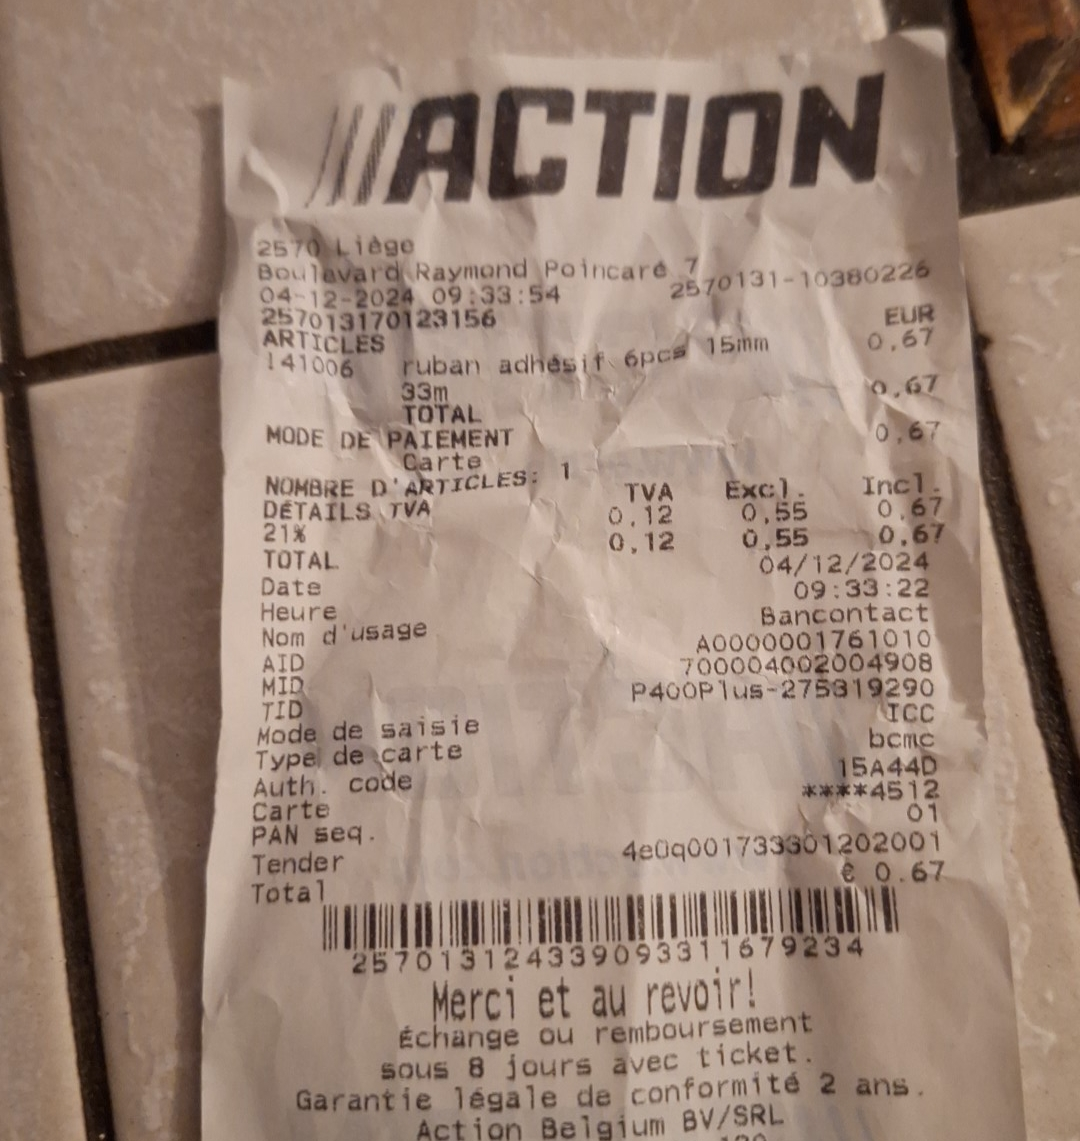 ACTION
2570 Liège
Boulevard Raymond Poincaré 7
04-12-2024 09:33:54 2570131-10380226
257013170123156
ARTICLES EUR
141006 ruban adhésif 6pcs 15mm 0,67
33m
TOTAL 0,67
MODE DE PAIEMENT
Carte 0,67
NOMBRE D'ARTICLES: 1
DÉTAILS TVA TVA Excl. Incl.
21% 0,12 0,55 0,67
TOTAL 0,12 0,55 0,67
Date 04/12/2024
Heure 09:33:22
Nom d'usage Bancontact
AID A0000001761010
MID 700004002004908
TID P400Plus-275319290
Mode de saisie ICC
Type de carte bcmc
Auth. code 15A44D
Carte ****4512
PAN seq. 01
Tender 4e0q001733301202001
Total € 0.67
257013124339093311679234
Merci et au revoir!
Échange ou remboursement
sous 8 jours avec ticket.
Garantie légale de conformité 2 ans.
Action Belgium BV/SRL